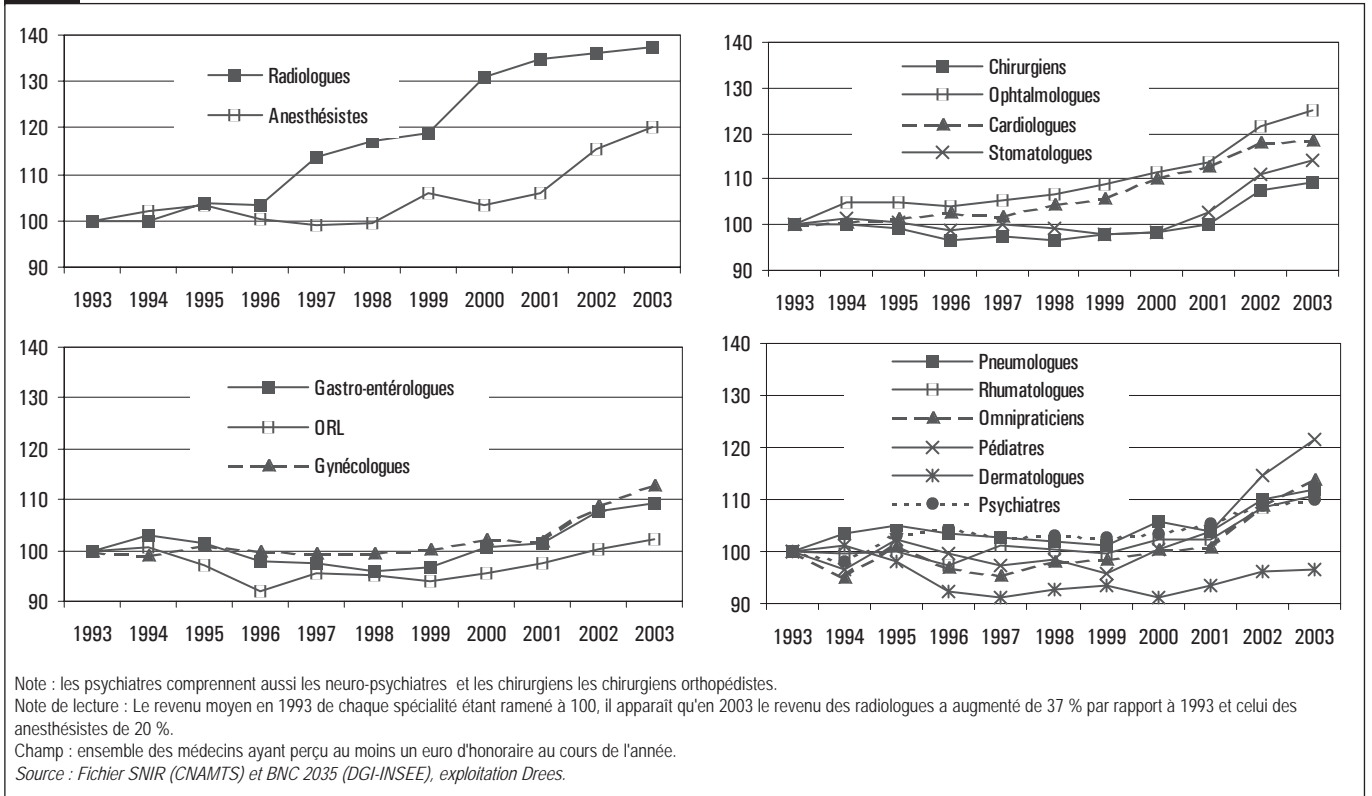 140
130
120
110
100
90
Radiologues
Anesthésistes
1993 1994 1995 1996 1997 1998 1999 2000 2001 2002 2003
140
130
120
110
100
90
Chirurgiens
Ophtalmologues
Cardiologues
Stomatologues
1993 1994 1995 1996 1997 1998 1999 2000 2001 2002 2003
140
130
120
110
100
90
Gastro-entérologues
ORL
Gynécologues
1993 1994 1995 1996 1997 1998 1999 2000 2001 2002 2003
140
130
120
110
100
90
Pneumologues
Rhumatologues
Omnipraticiens
Pédiatres
Dermatologues
Psychiatres
1993 1994 1995 1996 1997 1998 1999 2000 2001 2002 2003
Note : les psychiatres comprennent aussi les neuro-psychiatres et les chirurgiens les chirurgiens orthopédistes.
Note de lecture : Le revenu moyen en 1993 de chaque spécialité étant ramené à 100, il apparaît qu'en 2003 le revenu des radiologues a augmenté de 37 % par rapport à 1993 et celui des
anesthésistes de 20 %.
Champ : ensemble des médecins ayant perçu au moins un euro d'honoraire au cours de l'année.
Source : Fichier SNIR (CNAMTS) et BNC 2035 (DGI-INSEE), exploitation Drees.